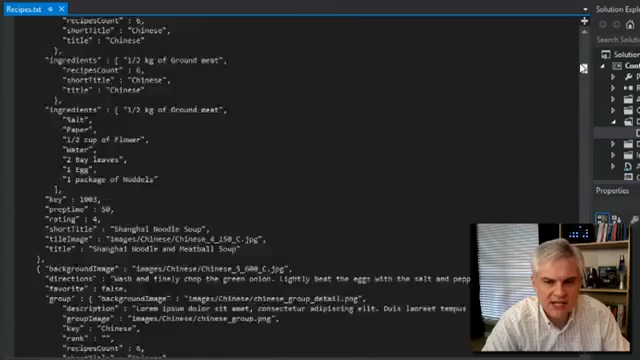 Recipes.txt
"recipesCount" : 6,
"shortTitle" : "Chinese",
"title" : "Chinese"
},
"ingredients" : [ "1/2 kg of Ground meat",
"recipesCount" : 6,
"shortTitle" : "Chinese",
"title" : "Chinese"
},
"ingredients" : [ "1/2 kg of Ground meat",
"Salt",
"Paper",
"1/2 cup of Flower",
"Water",
"2 Bay leaves",
"1 Egg",
"1 package of Nuddels"
],
"key" : 1003,
"preptime" : 50,
"rating" : 4,
"shortTitle" : "Shanghai Noodle Soup",
"tileImage" : "images/Chinese/Chinese_4_150_C.jpg",
"title" : "Shanghai Noodle and Meatball Soup"
},
{ "backgroundImage" : "images/Chinese/Chinese_5_600_C.jpg",
"directions" : "Wash and finely chop the green onion. Lightly beat the eggs with the salt and pepp
"favorite" : false,
"group" : { "backgroundImage" : "images/Chinese/chinese_group_detail.png",
"description" : "Lorem ipsum dolor sit amet, consectetur adipiscing elit. Duis laoreet tempus
"groupImage" : "images/Chinese/chinese_group.png",
"key" : "Chinese",
"rank" : "",
"recipesCount" : 6,
"shortTitle" : "Chinese",
Solution Explo
Search Solutio
Solution
Cont
Properties